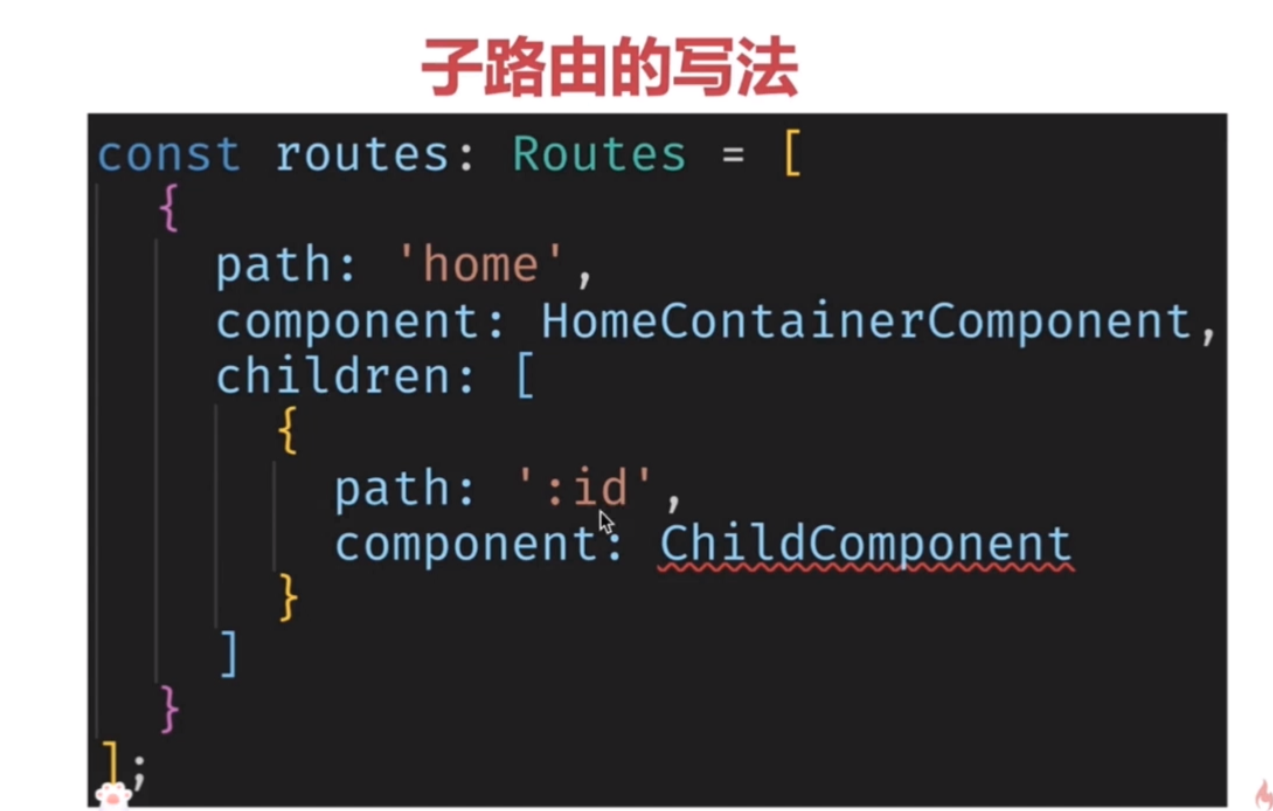 子路由的写法
const routes: Routes = [
  {
    path: 'home',
    component: HomeContainerComponent,
    children: [
      {
        path: ':id',
        component: ChildComponent
      }
    ]
  }
];